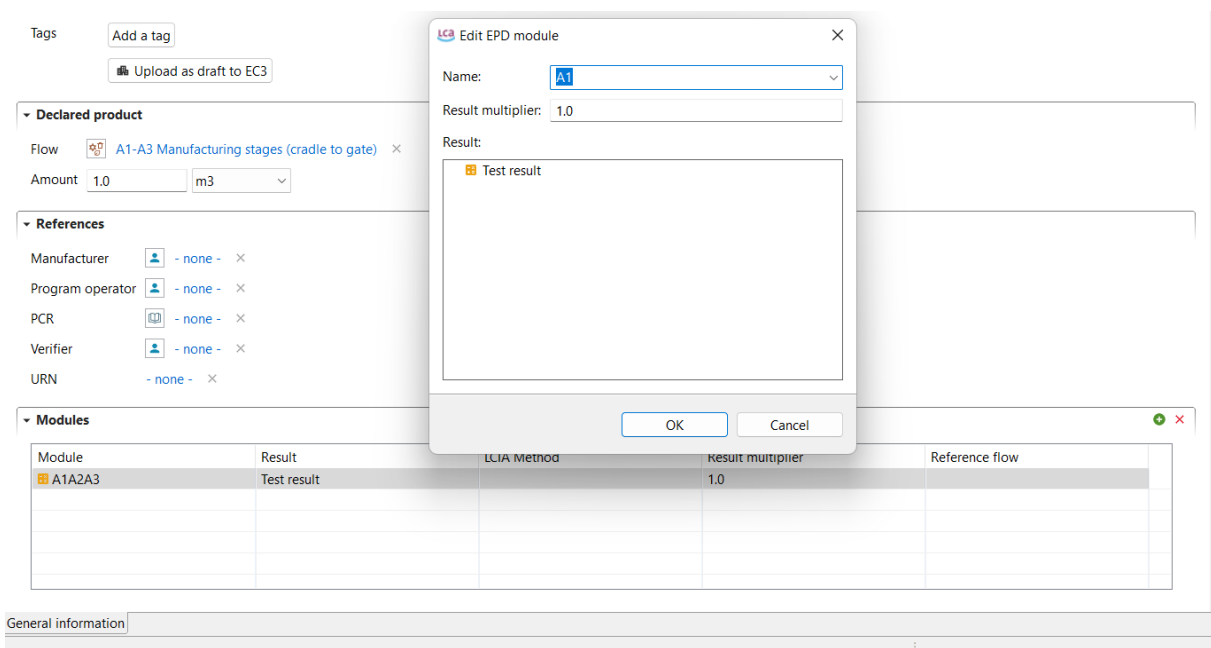 Tags
Add a tag
Upload as draft to EC3
Declared product
Flow
A1-A3 Manufacturing stages (cradle to gate)
Amount 1.0 m3
References
Manufacturer - none -
Program operator - none -
PCR - none -
Verifier - none -
URN - none -
Modules
Module Result LCIA Method Result multiplier Reference flow
A1A2A3 Test result 1.0
General information
LCA Edit EPD module
Name: A1
Result multiplier: 1.0
Result:
Test result
OK Cancel